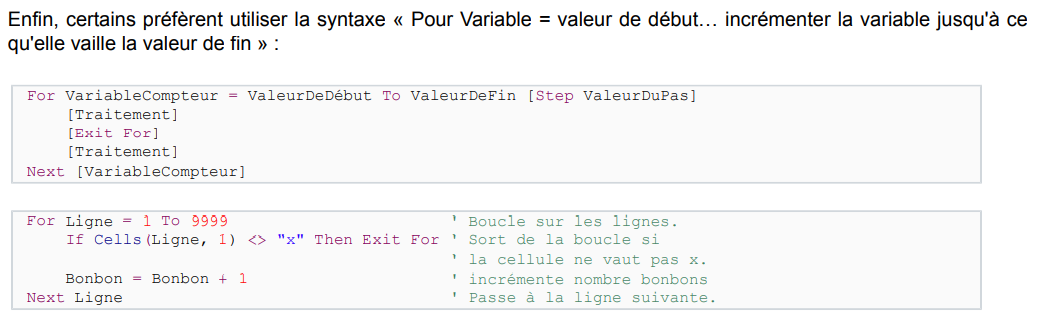 Enfin, certains préfèrent utiliser la syntaxe « Pour Variable = valeur de début… incrémenter la variable jusqu'à ce
qu'elle vaille la valeur de fin » :
For VariableCompteur = ValeurDeDébut To ValeurDeFin [Step ValeurDuPas]
    [Traitement]
    [Exit For]
    [Traitement]
Next [VariableCompteur]
For Ligne = 1 To 9999                       ' Boucle sur les lignes.
    If Cells(Ligne, 1) <> "x" Then Exit For ' Sort de la boucle si
                                            ' la cellule ne vaut pas x.
    Bonbon = Bonbon + 1                     ' incrémente nombre bonbons
Next Ligne                                  ' Passe à la ligne suivante.